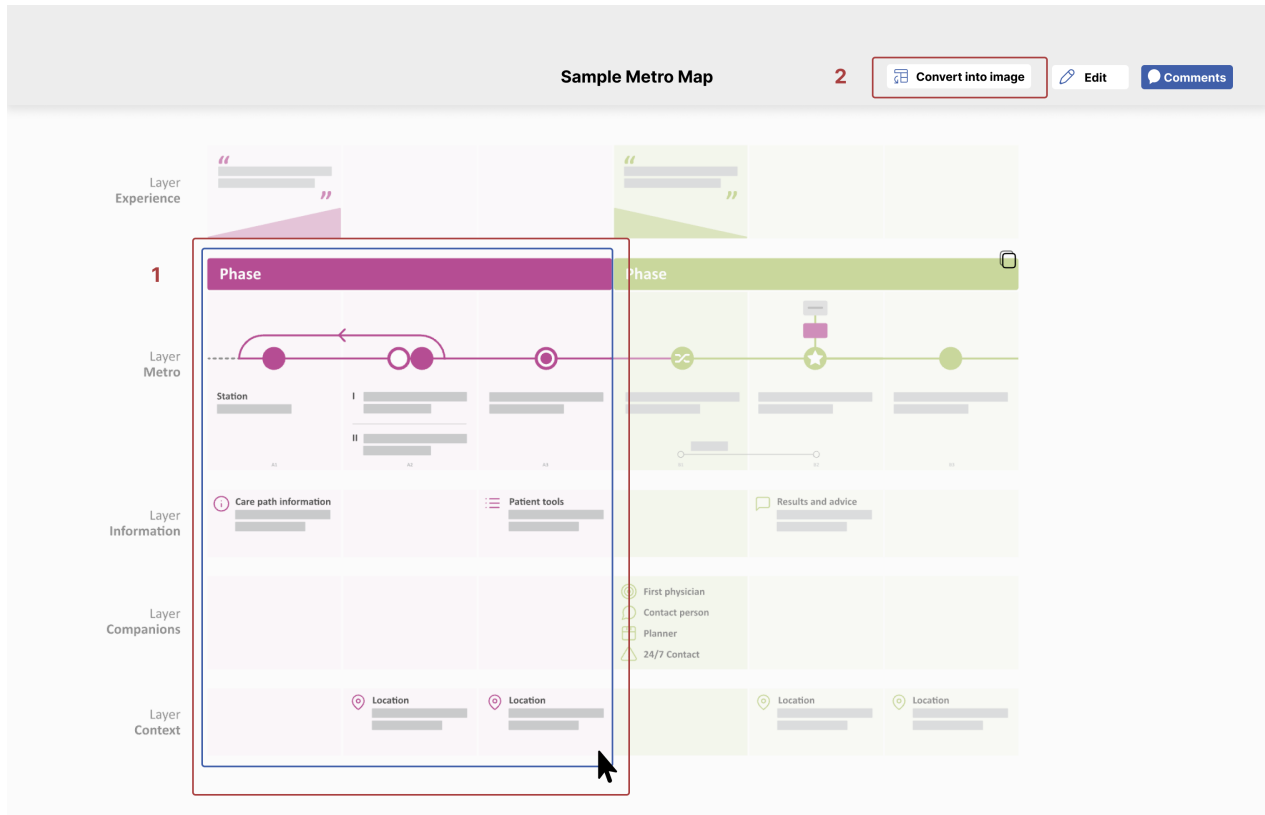 Sample Metro Map
2
Convert into image
Edit
Comments
“
”
“
”
Layer
Experience
1
Phase
Phase
Layer
Metro
Station
I
II
A1
A2
Layer
Information
Care path information
Patient tools
Results and advice
Layer
Companions
First physician
Contact person
Planner
24/7 Contact
Layer
Context
Location
Location
Location
Location